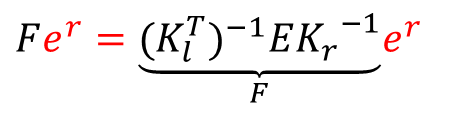 Fe^r = (K_l^T)^{-1} E K_r^{-1} e^r
F